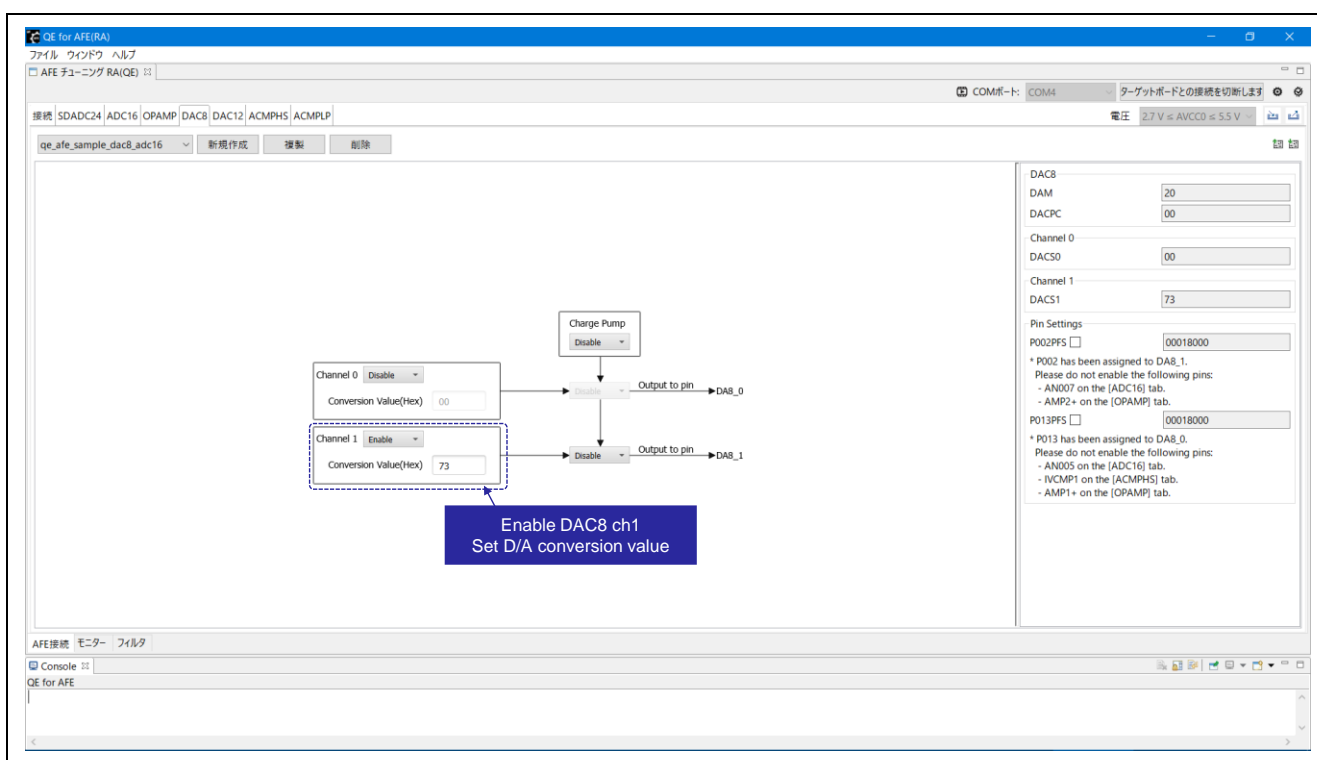 QE for AFE(RA)
ファイル ウィンドウ ヘルプ
AFE チューニング RA(QE)
COMポート: COM4 ターゲットボードとの接続を切断します
接続 SDADC24 ADC16 OPAMP DAC8 DAC12 ACMPHS ACMPLP
電圧 2.7 V ≤ AVCC0 ≤ 5.5 V
qe_afe_sample_dac8_adc16 新規作成 複製 削除
Charge Pump
Disable
Channel 0 Disable
Conversion Value(Hex) 00
Disable Output to pin DA8_0
Channel 1 Enable
Conversion Value(Hex) 73
Disable Output to pin DA8_1
Enable DAC8 ch1
Set D/A conversion value
DAC8
DAM 20
DACPC 00
Channel 0
DACS0 00
Channel 1
DACS1 73
Pin Settings
P002PFS 00018000
* P002 has been assigned to DA8_1.
Please do not enable the following pins:
- AN007 on the [ADC16] tab.
- AMP2+ on the [OPAMP] tab.
P013PFS 00018000
* P013 has been assigned to DA8_0.
Please do not enable the following pins:
- AN005 on the [ADC16] tab.
- IVCMP1 on the [ACMPHS] tab.
- AMP1+ on the [OPAMP] tab.
AFE接続 モニター フィルタ
Console
QE for AFE